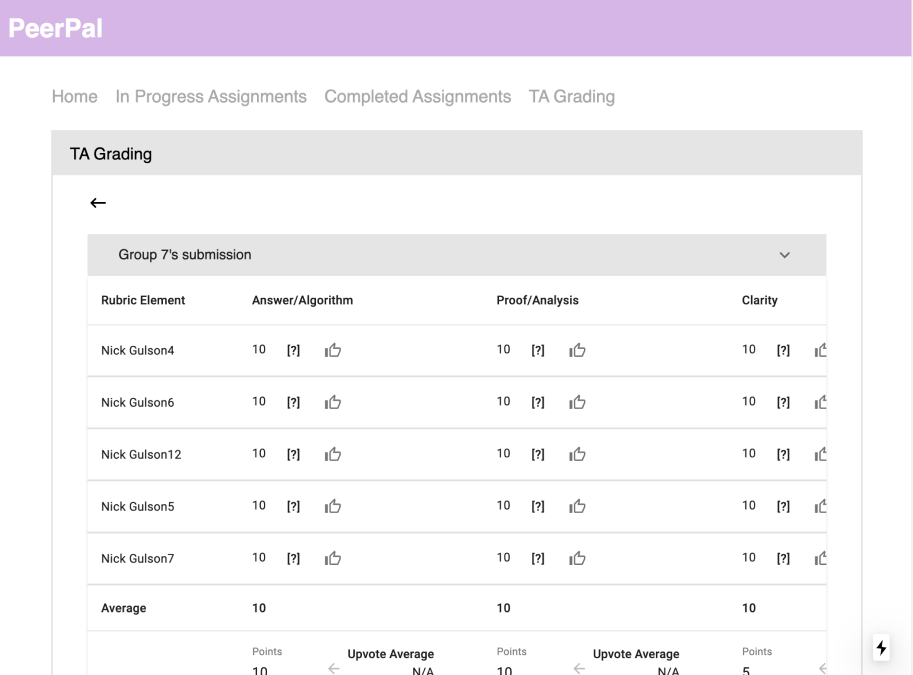 PeerPal
Home In Progress Assignments Completed Assignments TA Grading
TA Grading
Group 7's submission
Rubric Element Answer/Algorithm Proof/Analysis Clarity
Nick Gulson4 10 [?] 10 [?] 10 [?]
Nick Gulson6 10 [?] 10 [?] 10 [?]
Nick Gulson12 10 [?] 10 [?] 10 [?]
Nick Gulson5 10 [?] 10 [?] 10 [?]
Nick Gulson7 10 [?] 10 [?] 10 [?]
Average 10 10 10
Points Upvote Average Points Upvote Average Points
10 N/A 10 N/A 5